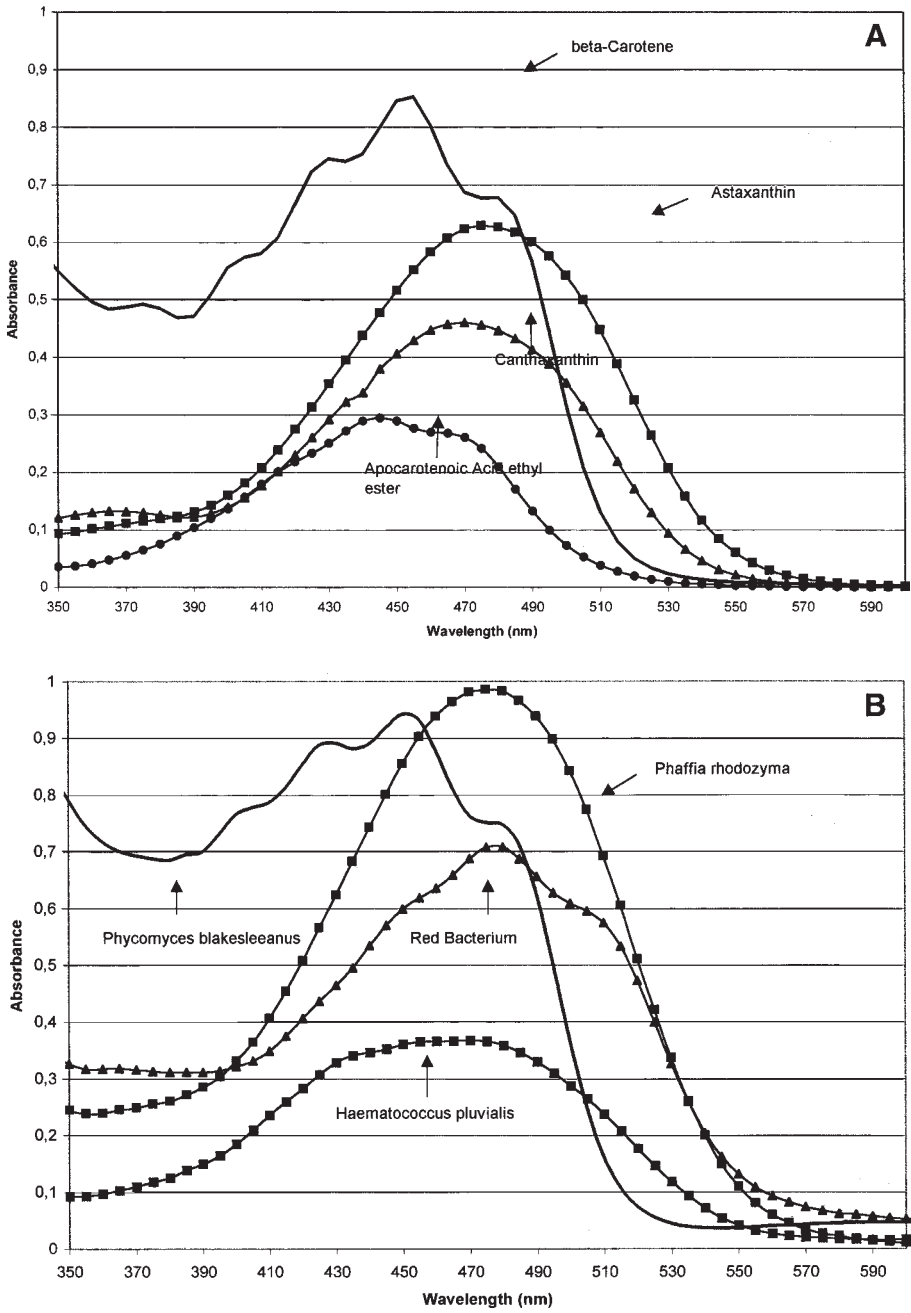 A
beta-Carotene
Astaxanthin
Canthaxanthin
Apocarotenoic Acid ethyl
ester
Absorbance
1
0,9
0,8
0,7
0,6
0,5
0,4
0,3
0,2
0,1
0
350 370 390 410 430 450 470 490 510 530 550 570 590
Wavelength (nm)
B
Phaffia rhodozyma
Phycomyces blakesleeanus
Red Bacterium
Haematococcus pluvialis
Absorbance
1
0,9
0,8
0,7
0,6
0,5
0,4
0,3
0,2
0,1
0
350 370 390 410 430 450 470 490 510 530 550 570 590
Wavelength (nm)